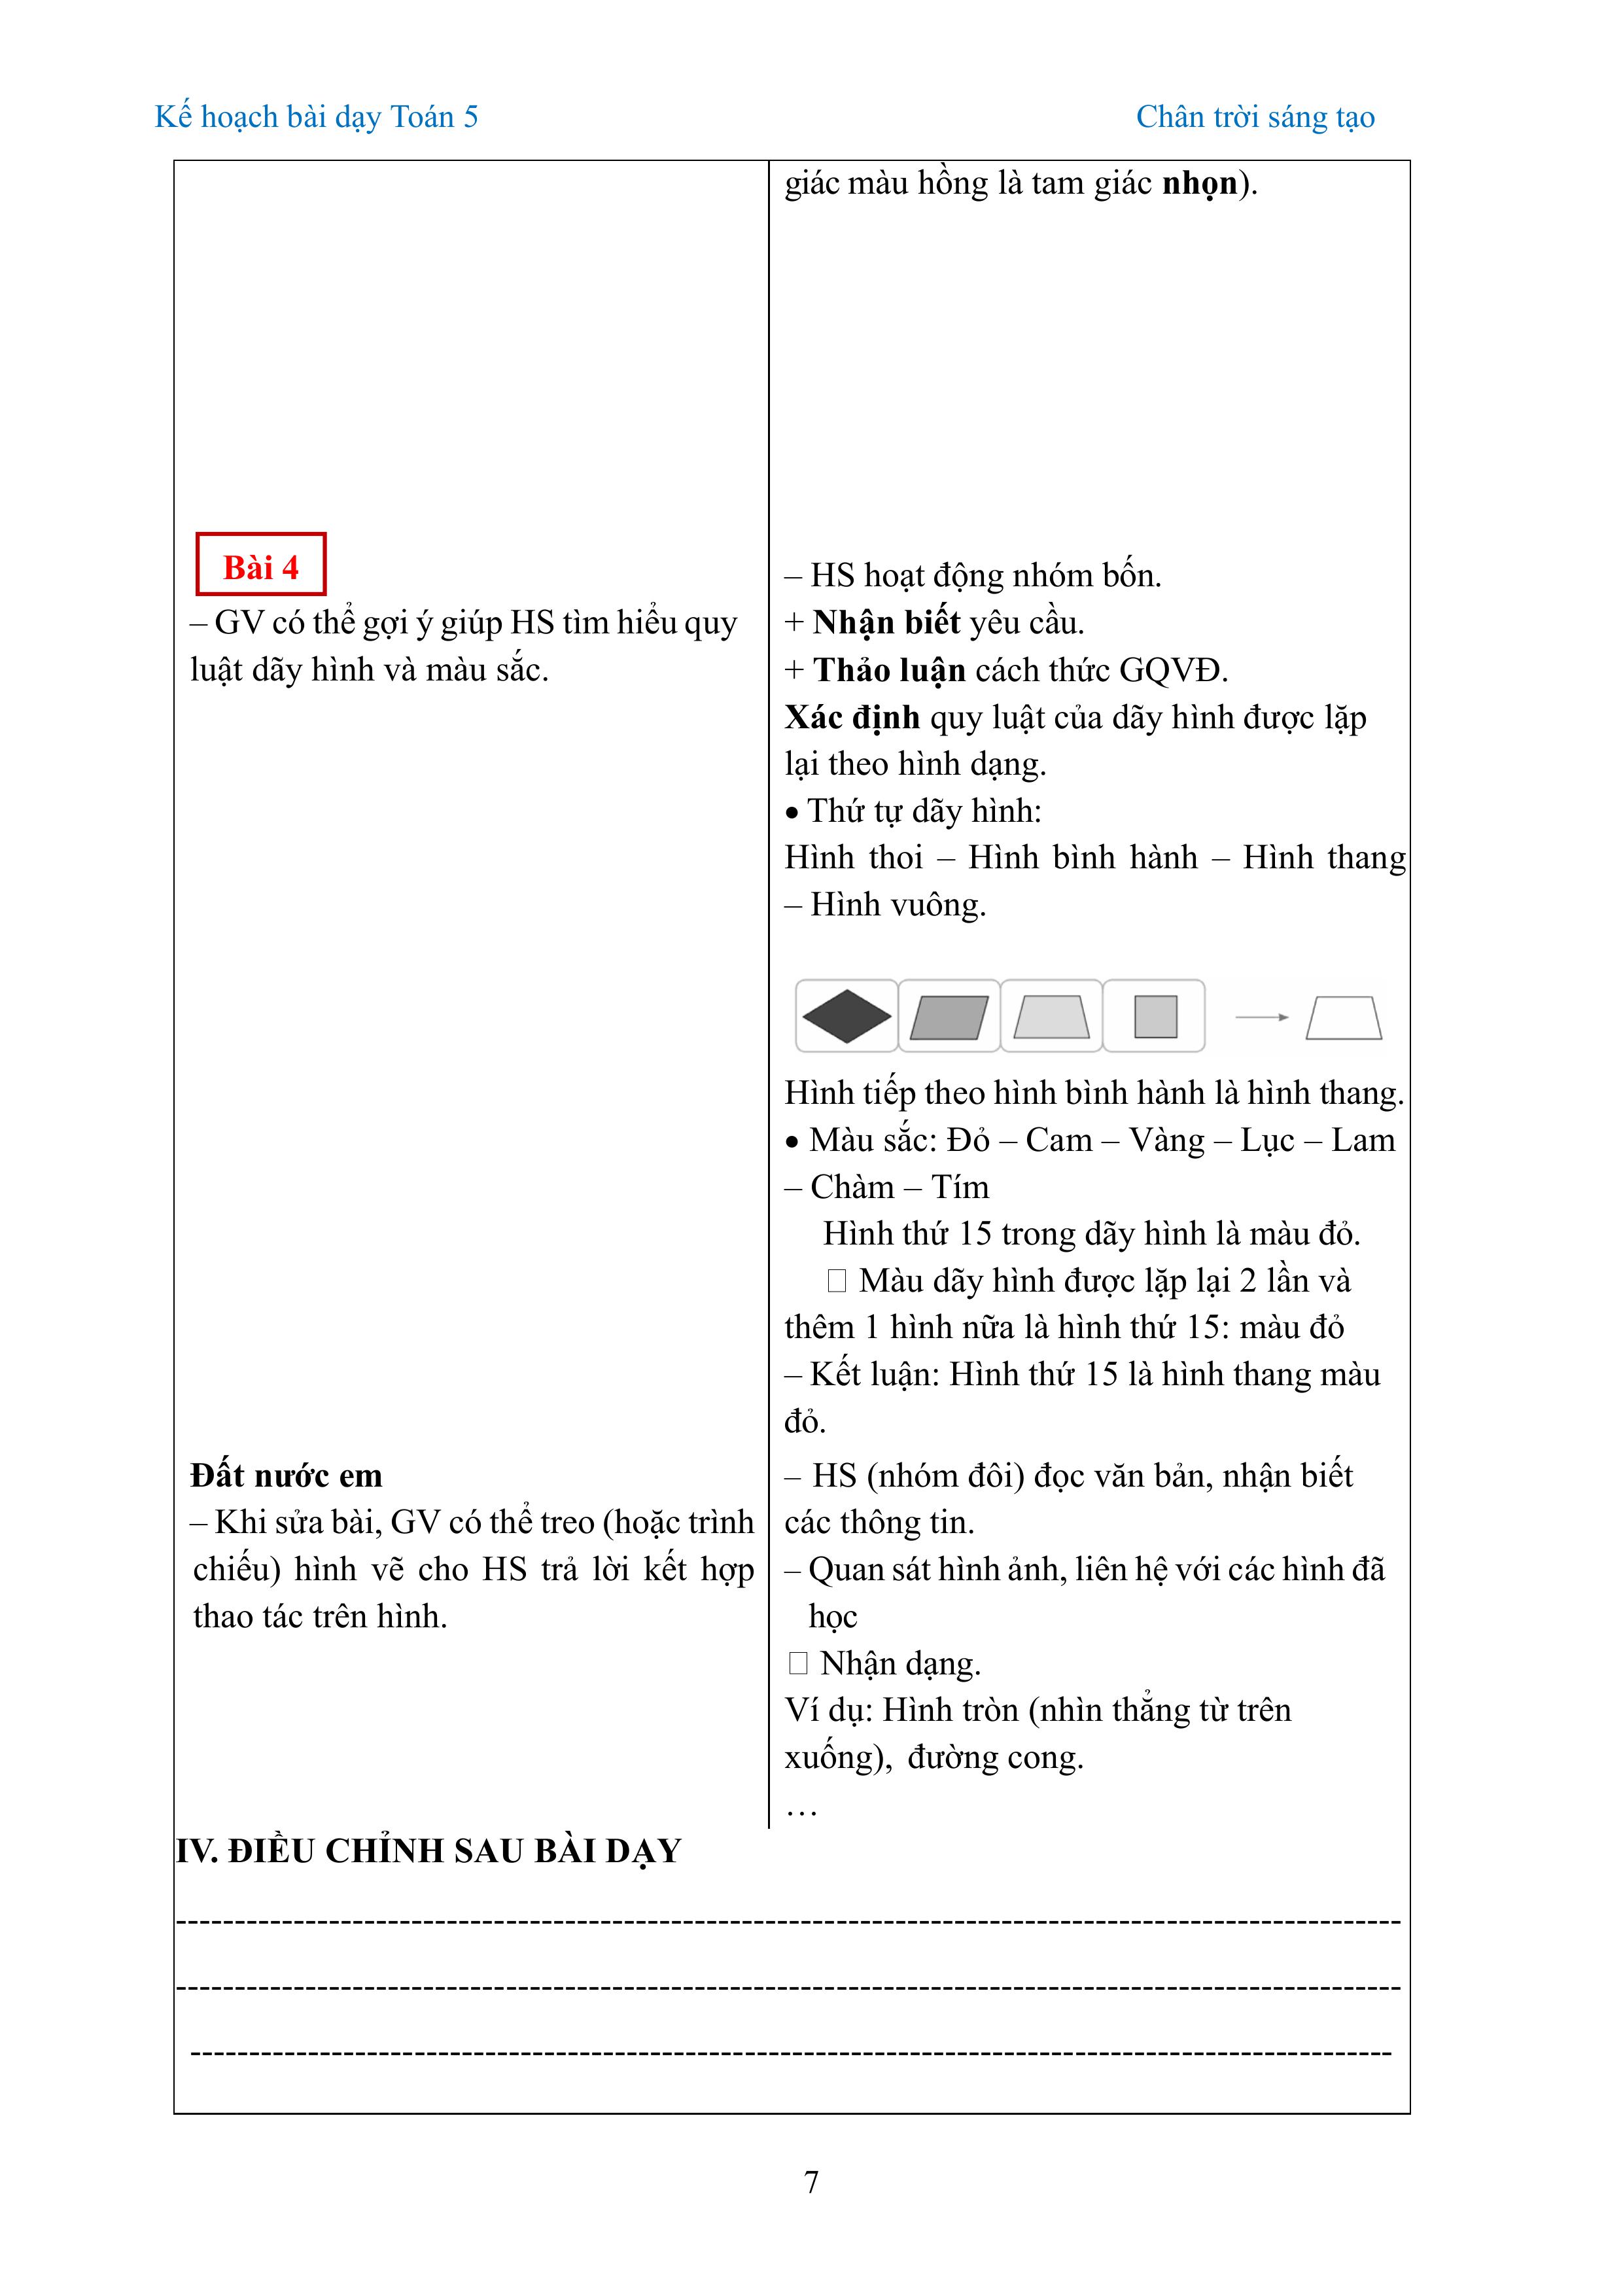 Kế hoạch bài dạy Toán 5 Chân trời sáng tạo
giác màu hồng là tam giác nhọn).
Bài 4
– GV có thể gợi ý giúp HS tìm hiểu quy
luật dãy hình và màu sắc.
– HS hoạt động nhóm bốn.
+ Nhận biết yêu cầu.
+ Thảo luận cách thức GQVĐ.
Xác định quy luật của dãy hình được lặp
lại theo hình dạng.
• Thứ tự dãy hình:
Hình thoi – Hình bình hành – Hình thang
– Hình vuông.
Hình tiếp theo hình bình hành là hình thang.
• Màu sắc: Đỏ – Cam – Vàng – Lục – Lam
– Chàm – Tím
Hình thứ 15 trong dãy hình là màu đỏ.
□ Màu dãy hình được lặp lại 2 lần và
thêm 1 hình nữa là hình thứ 15: màu đỏ
– Kết luận: Hình thứ 15 là hình thang màu
đỏ.
Đất nước em
– Khi sửa bài, GV có thể treo (hoặc trình
chiếu) hình vẽ cho HS trả lời kết hợp
thao tác trên hình.
– HS (nhóm đôi) đọc văn bản, nhận biết
các thông tin.
– Quan sát hình ảnh, liên hệ với các hình đã
học
□ Nhận dạng.
Ví dụ: Hình tròn (nhìn thẳng từ trên
xuống), đường cong.
…
IV. ĐIỀU CHỈNH SAU BÀI DẠY
7